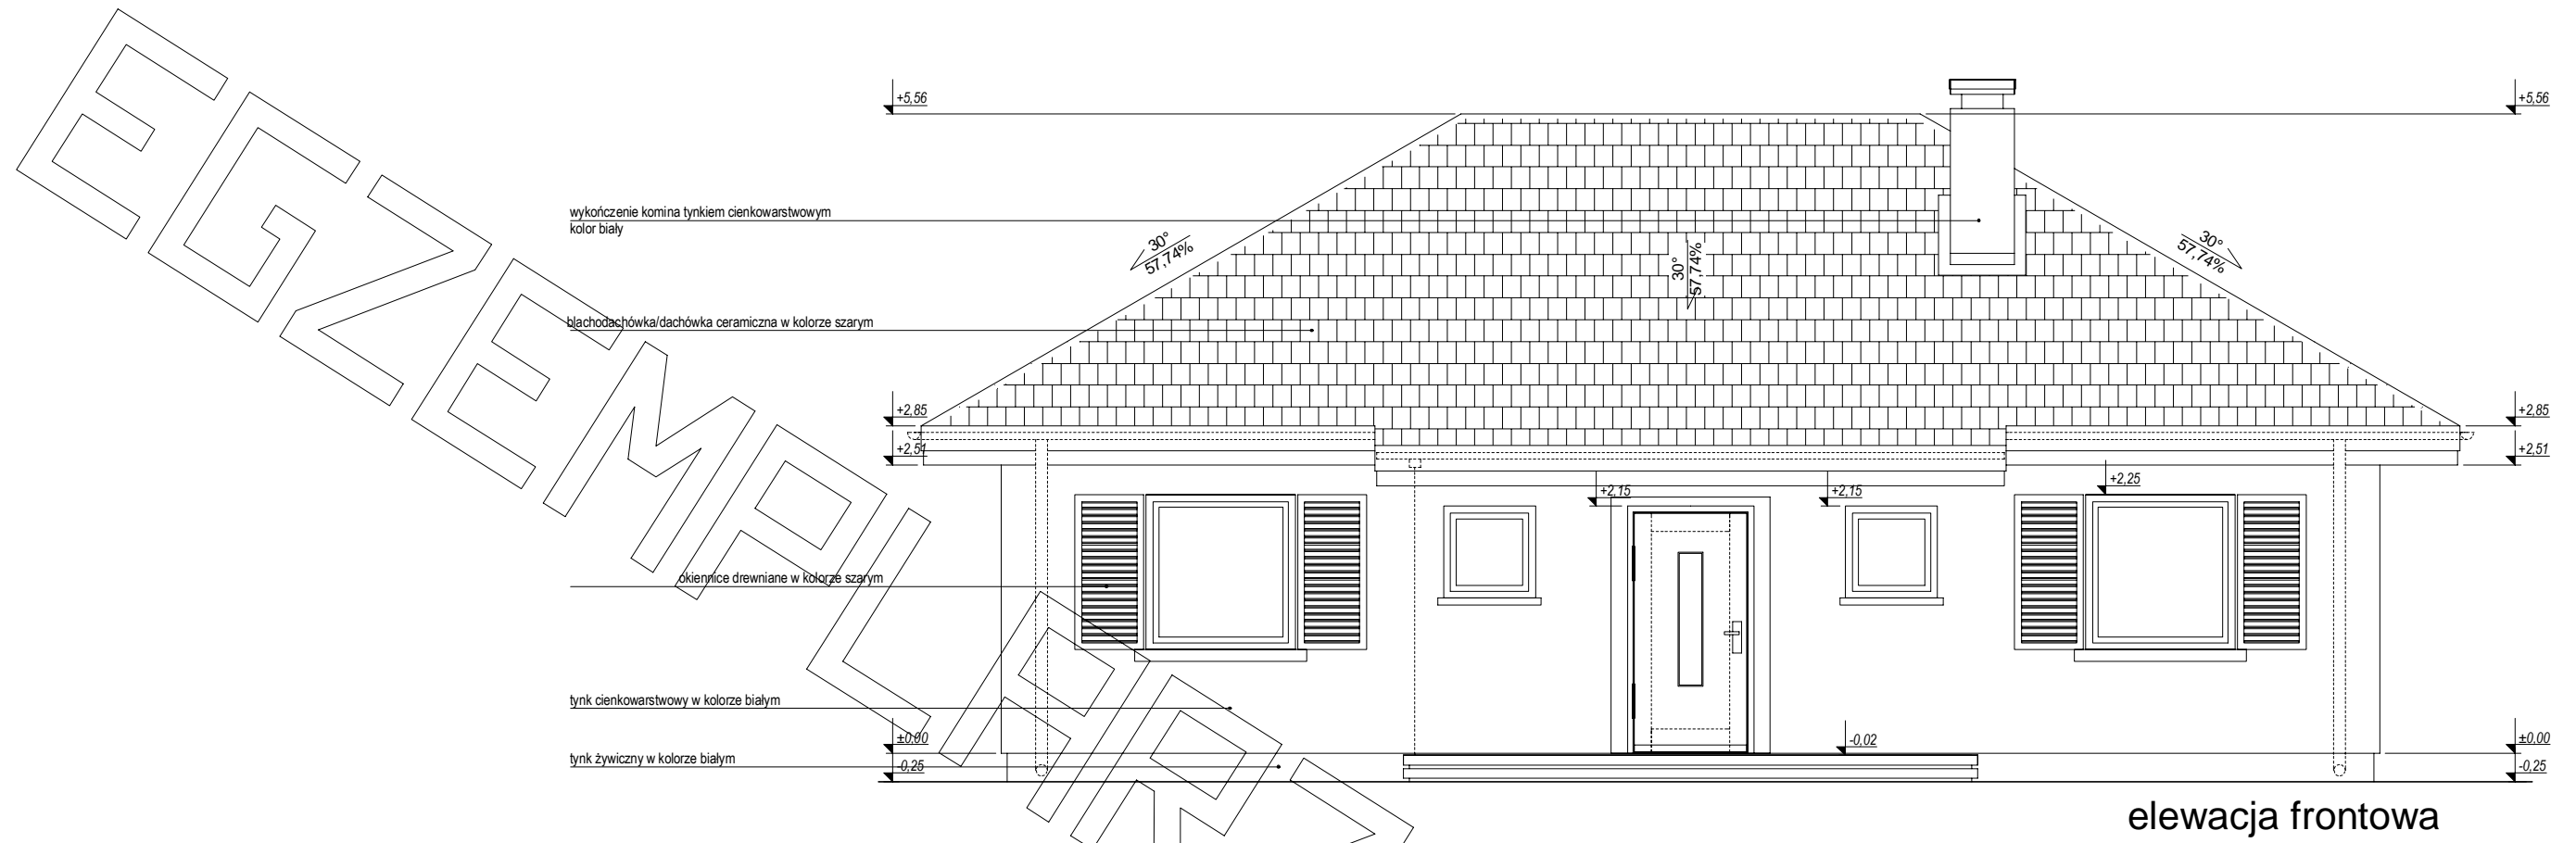 EGZEMPLARZ
+5,56
+5,56
wykończenie komina tynkiem cienkowarstwowym
kolor biały
30°
57,74%
30°
57,74%
30°
57,74%
blachodachówka/dachówka ceramiczna w kolorze szarym
+2,85
+2,85
+2,51
+2,51
+2,15
+2,15
+2,25
okiennice drewniane w kolorze szarym
tynk cienkowarstwowy w kolorze białym
±0,00
-0,02
±0,00
tynk żywiczny w kolorze białym
-0,25
-0,25
elewacja frontowa